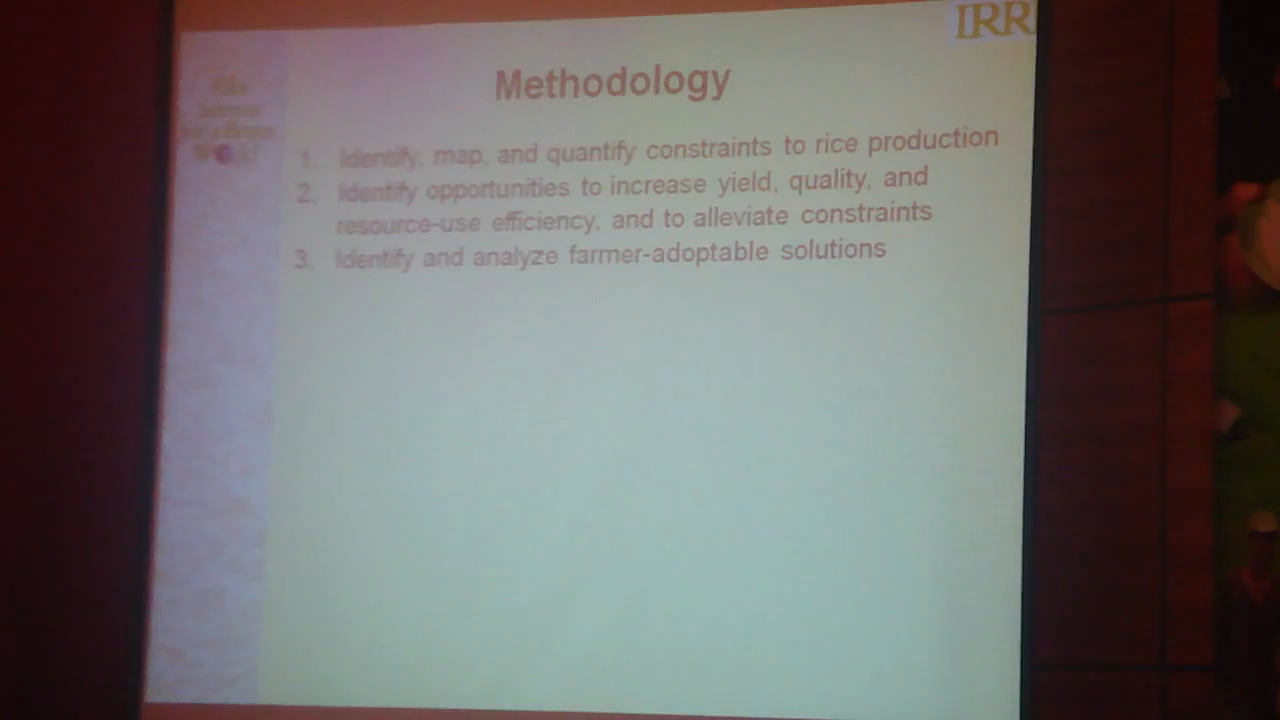 IRRI
Methodology
1. Identify, map, and quantify constraints to rice production
2. Identify opportunities to increase yield, quality, and
resource-use efficiency, and to alleviate constraints
3. Identify and analyze farmer-adoptable solutions